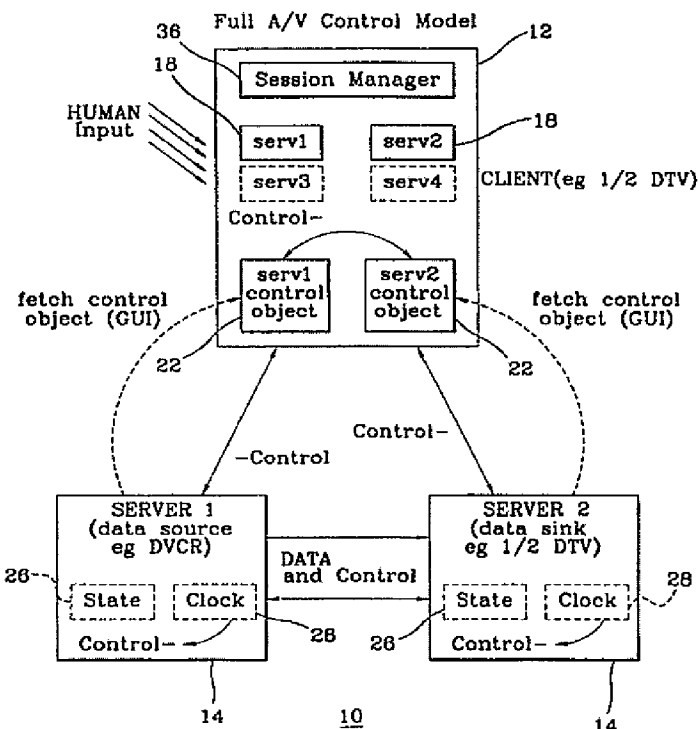 Full A/V Control Model
36
12
Session Manager
18
HUMAN
Input
serv1
serv2
18
serv3
serv4
CLIENT(eg 1/2 DTV)
Control-
serv1
control
object
serv2
control
object
fetch control
object (GUI)
fetch control
object (GUI)
22
22
-Control
Control-
SERVER 1
(data source
eg DVCR)
SERVER 2
(data sink
eg 1/2 DTV)
DATA
and Control
26
State
Clock
28
Control-
26
State
Clock
28
Control-
14
10
14